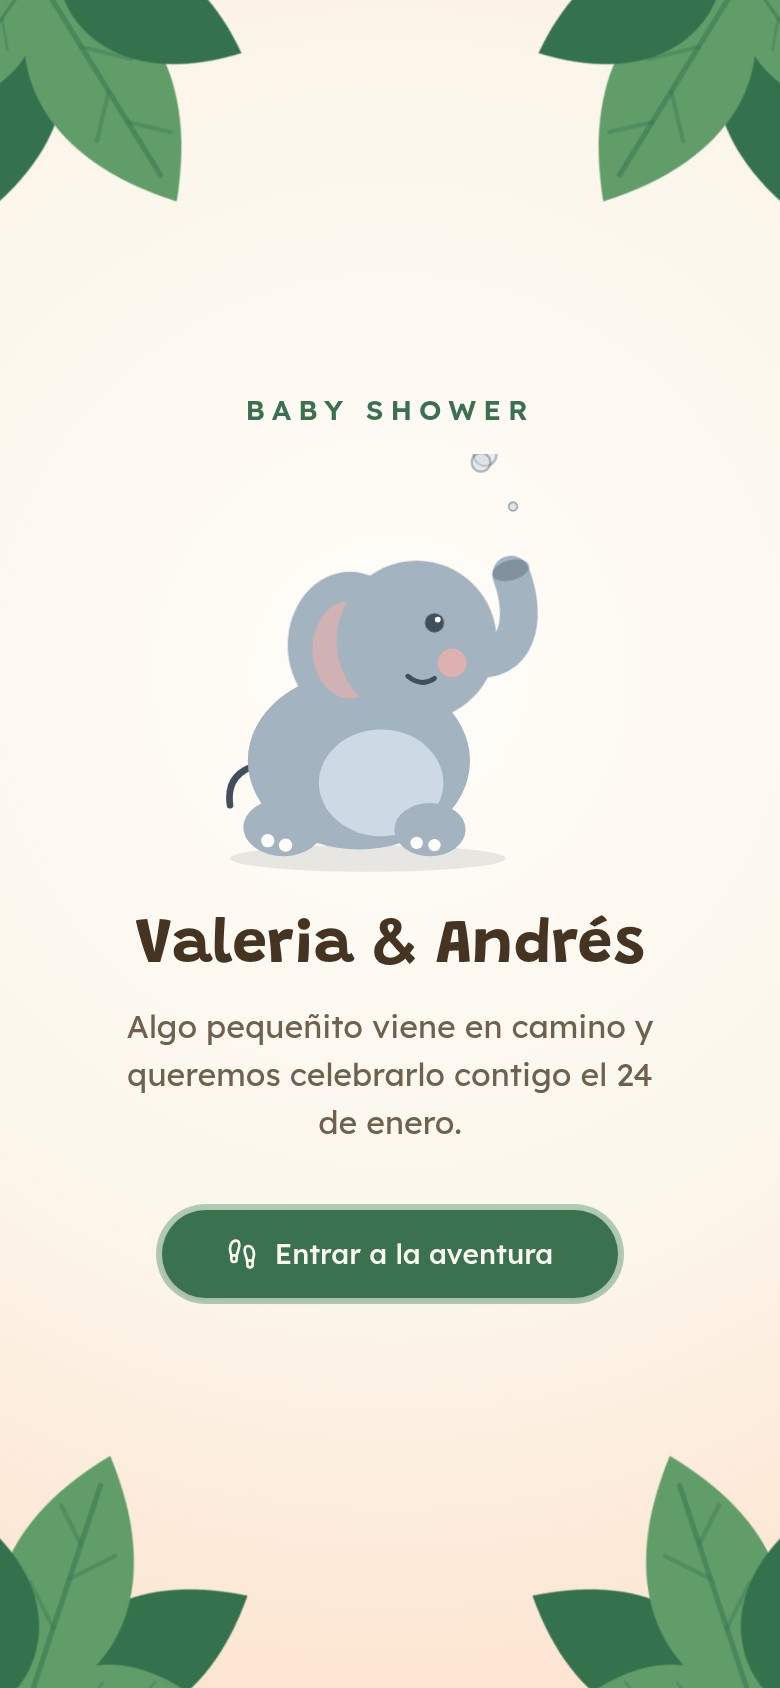 BABY SHOWER
Valeria & Andrés
Algo pequeñito viene en camino y
queremos celebrarlo contigo el 24
de enero.
Entrar a la aventura